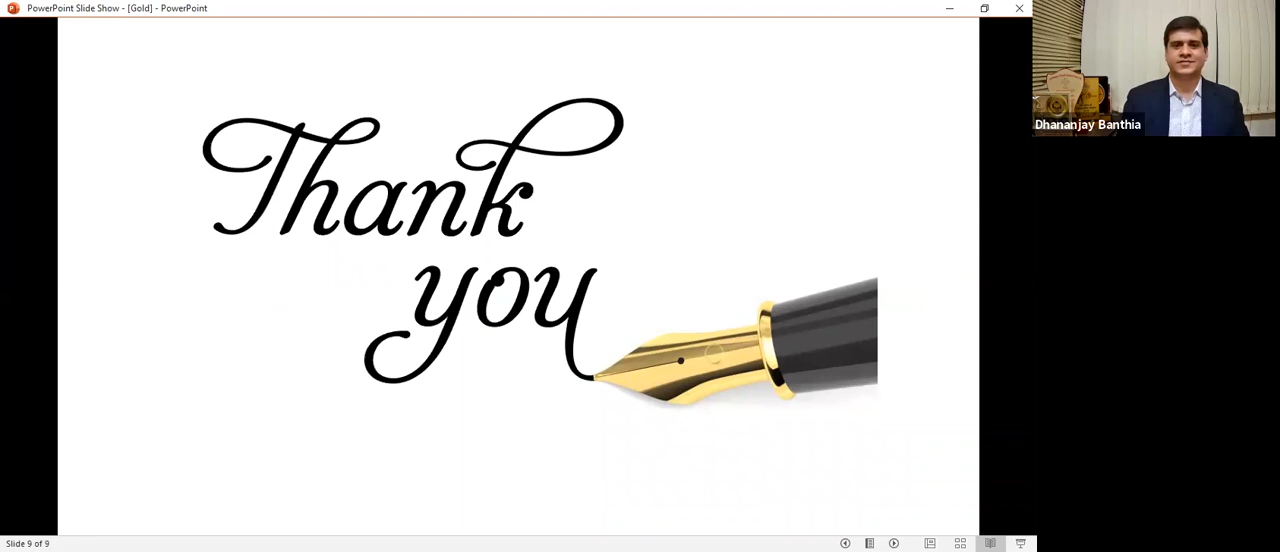 PowerPoint Slide Show - [Gold] - PowerPoint
Dhananjay Banthia
Thank
you
Slide 9 of 9